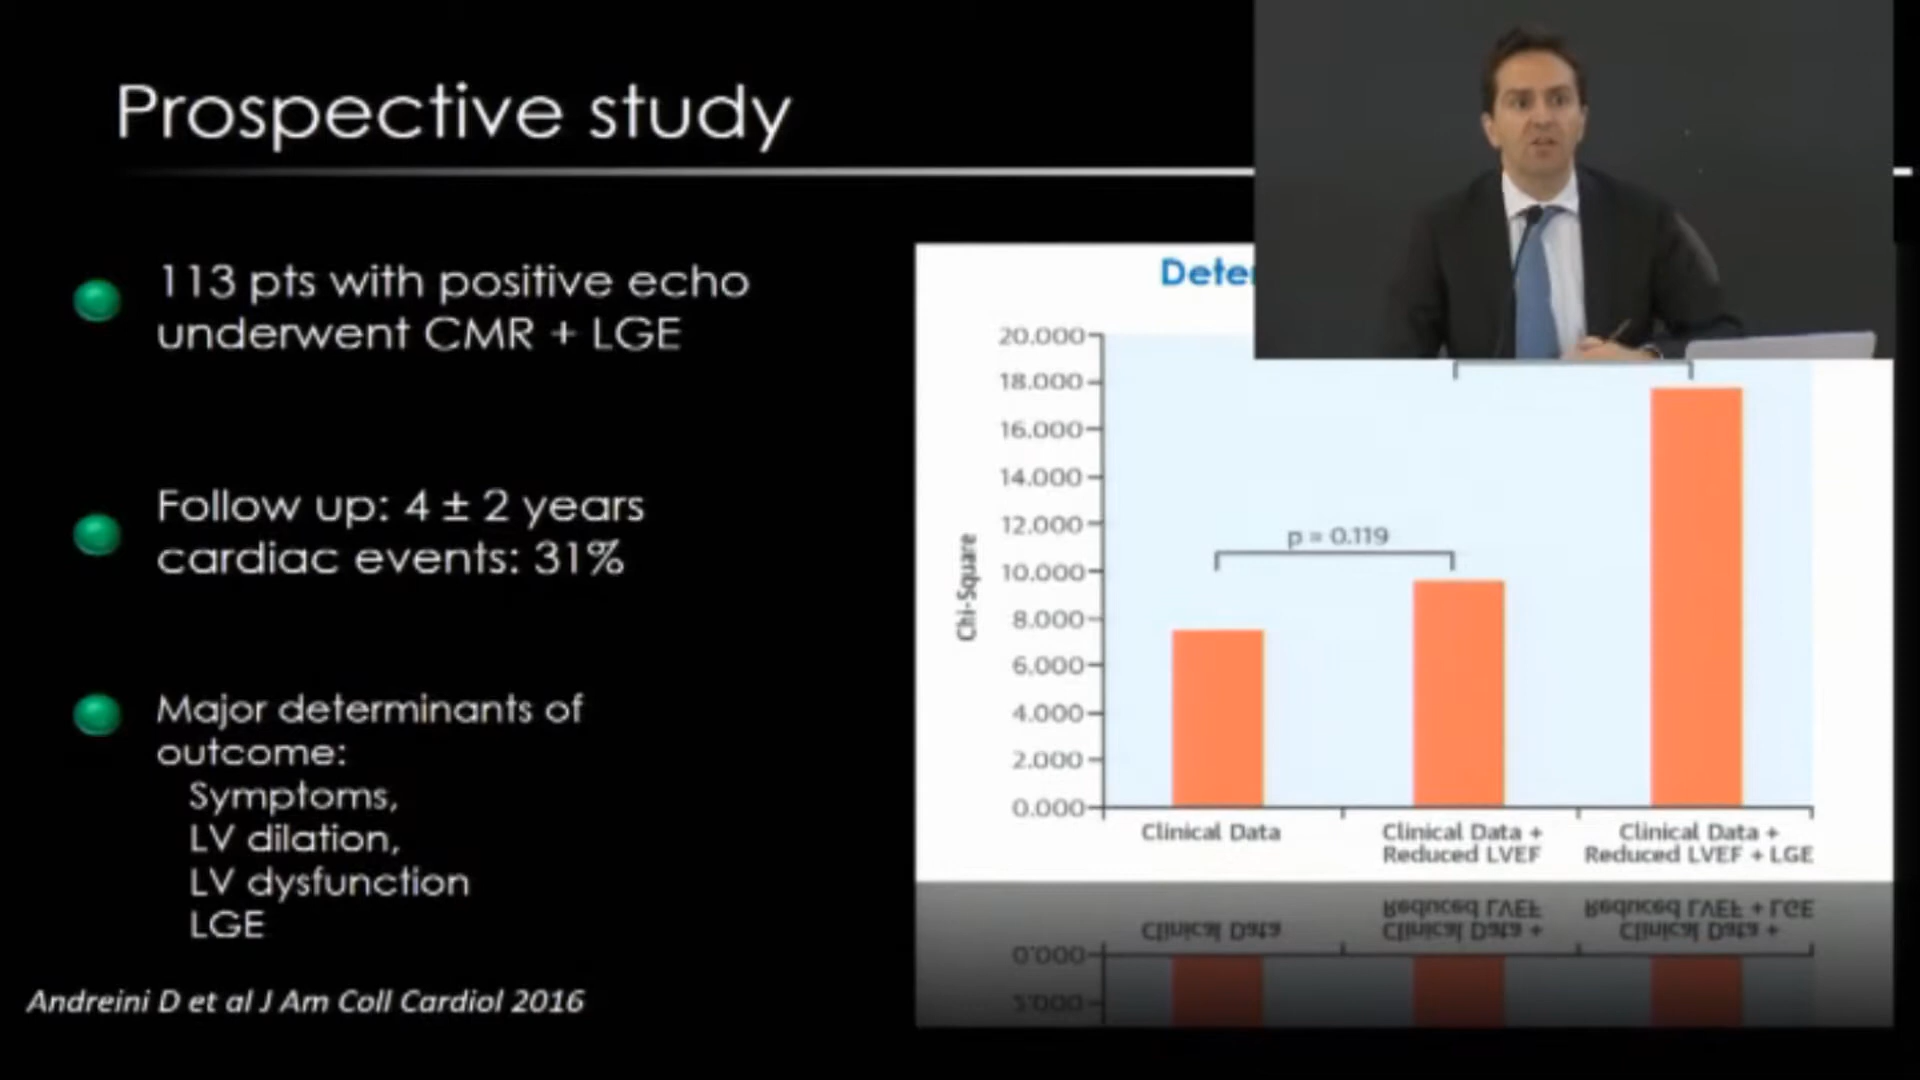 Prospective study
113 pts with positive echo
underwent CMR + LGE
Follow up: 4 ± 2 years
cardiac events: 31%
Major determinants of
outcome:
Symptoms,
LV dilation,
LV dysfunction
LGE
Andreini D et al J Am Coll Cardiol 2016
Deter
20.000
18.000
16.000
14.000
12.000
10.000
8.000
6.000
4.000
2.000
0.000
Chi-Square
p = 0.119
Clinical Data
Clinical Data +
Reduced LVEF
Clinical Data +
Reduced LVEF + LGE